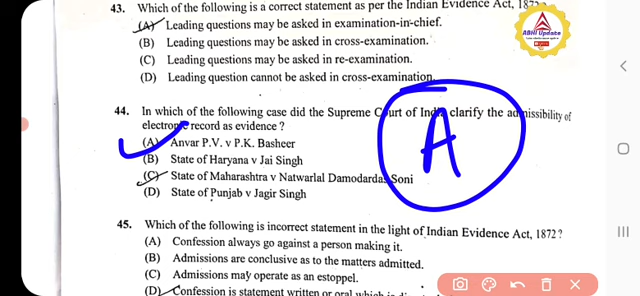 43. Which of the following is a correct statement as per the Indian Evidence Act, 1872?
(A) Leading questions may be asked in examination-in-chief.
(B) Leading questions may be asked in cross-examination.
(C) Leading questions may be asked in re-examination.
(D) Leading question cannot be asked in cross-examination.
ABHI Update
44. In which of the following case did the Supreme Court of India clarify the admissibility of
electronic record as evidence ?
(A) Anvar P.V. v P.K. Basheer
(B) State of Haryana v Jai Singh
(C) State of Maharashtra v Natwarlal Damodardas Soni
(D) State of Punjab v Jagir Singh
A
45. Which of the following is incorrect statement in the light of Indian Evidence Act, 1872 ?
(A) Confession always go against a person making it.
(B) Admissions are conclusive as to the matters admitted.
(C) Admissions may operate as an estoppel.
(D) Confession is statement written or oral which